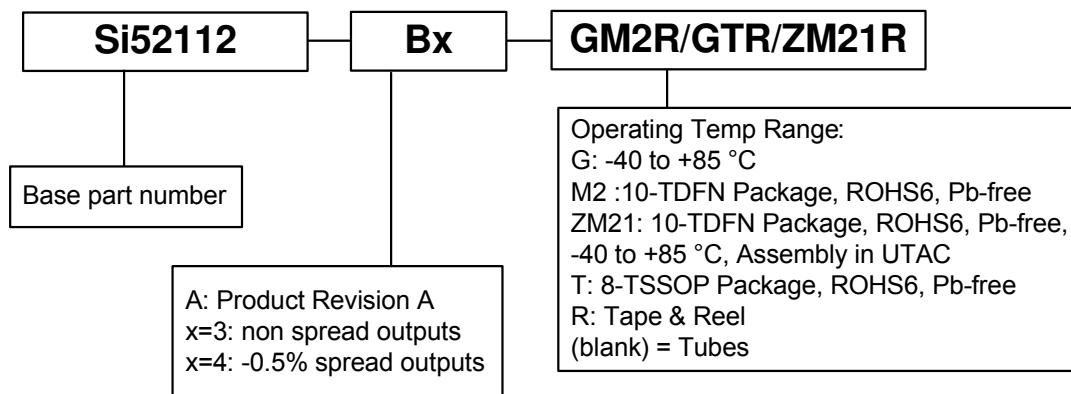 Si52112
Bx
GM2R/GTR/ZM21R
Base part number
A: Product Revision A
x=3: non spread outputs
x=4: -0.5% spread outputs
Operating Temp Range:
G: -40 to +85 °C
M2 :10-TDFN Package, ROHS6, Pb-free
ZM21: 10-TDFN Package, ROHS6, Pb-free,
-40 to +85 °C, Assembly in UTAC
T: 8-TSSOP Package, ROHS6, Pb-free
R: Tape & Reel
(blank) = Tubes